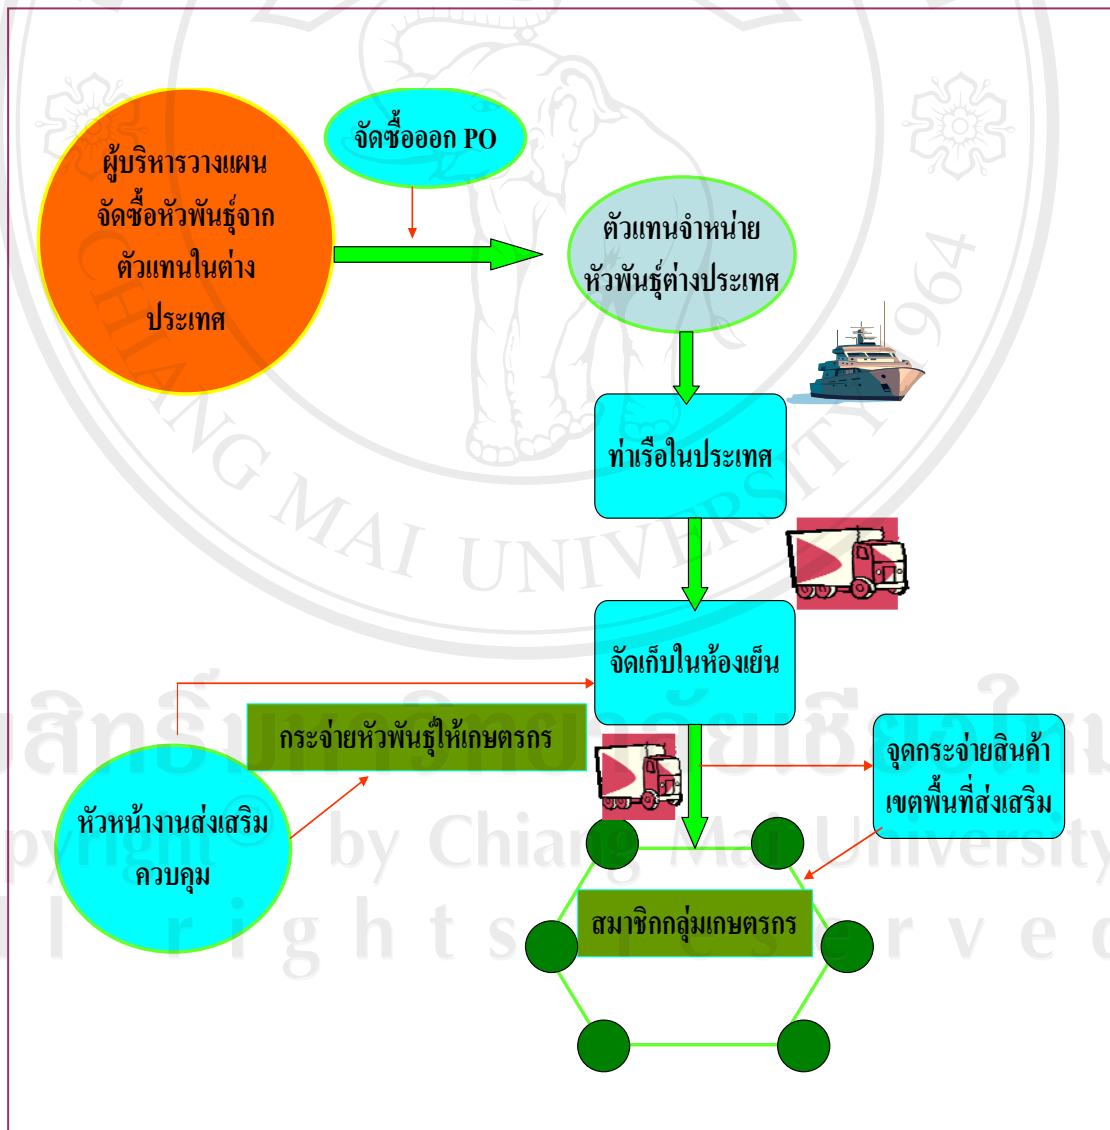 ผู้บริหารวางแผน
จัดซื้อหัวพันธุ์จาก
ตัวแทนในต่าง
ประเทศ
จัดซื้อออก PO
ตัวแทนจำหน่าย
หัวพันธุ์ต่างประเทศ
ท่าเรือในประเทศ
จัดเก็บในห้องเย็น
กระจ่ายหัวพันธุ์ให้เกษตรกร
จุดกระจ่ายสินค้า
เขตพื้นที่ส่งเสริม
หัวหน้างานส่งเสริม
ควบคุม
สมาชิกกลุ่มเกษตรกร
CHIANG MAI UNIVERSITY 1964
by Chiang Mai University
rights reserved